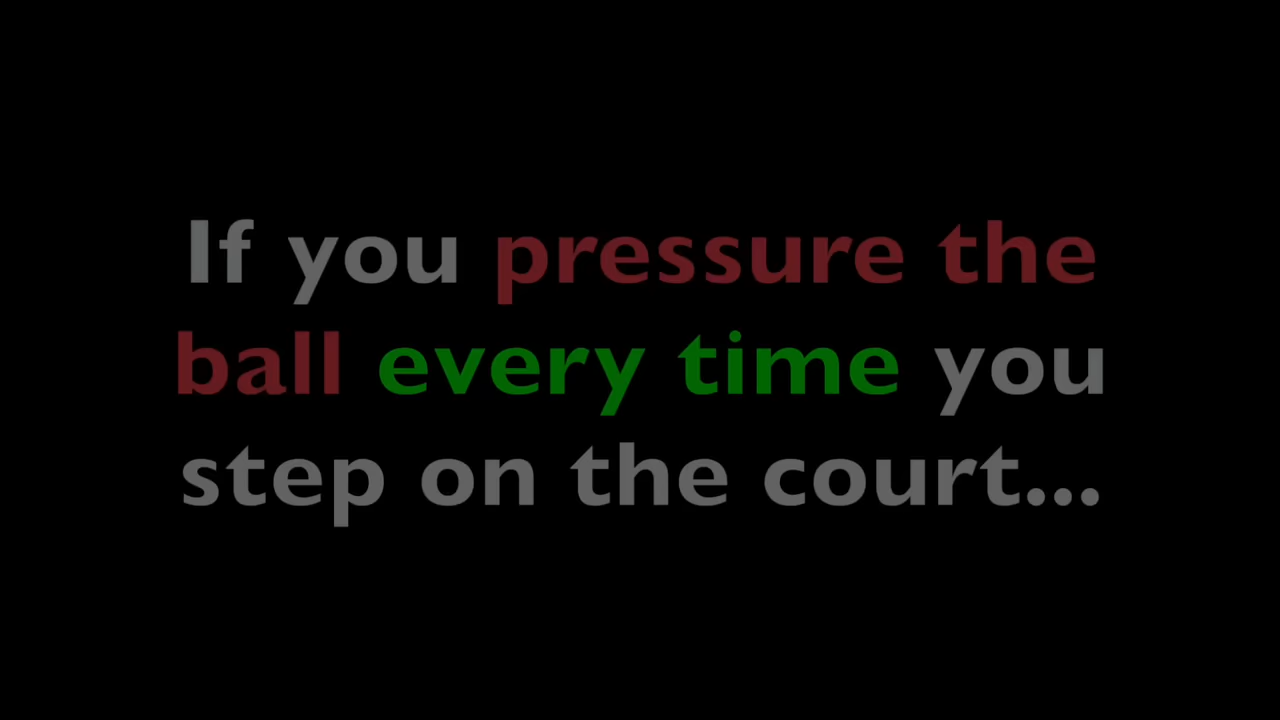 If you pressure the
ball every time you
step on the court...